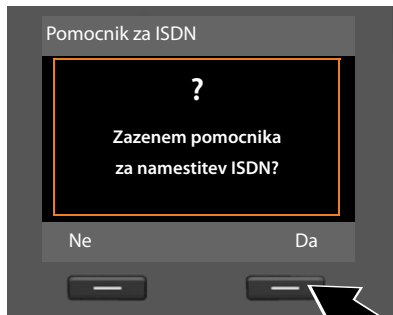 Pomocnik za ISDN
?
Zazenem pomocnika
za namestitev ISDN?
Ne Da